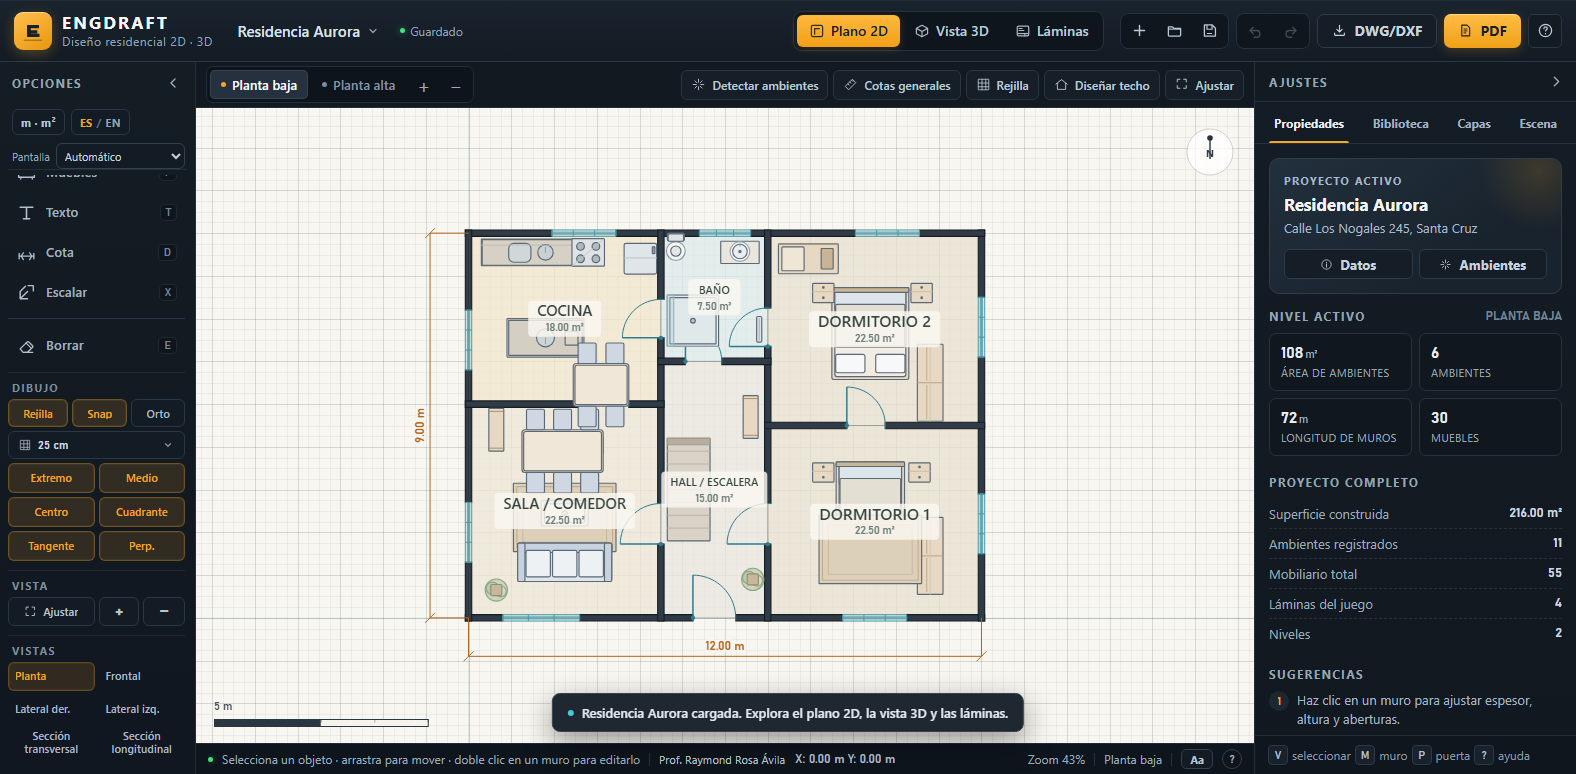 ENGDRAFT
Diseño residencial 2D · 3D
Residencia Aurora
Guardado
Plano 2D
Vista 3D
Láminas
DWG/DXF
PDF
OPCIONES
m · m²
ES / EN
Pantalla
Automático
Muebles
Texto
T
Cota
D
Escalar
X
Borrar
E
DIBUJO
Rejilla
Snap
Orto
25 cm
Extremo
Medio
Centro
Cuadrante
Tangente
Perp.
VISTA
Ajustar
+
−
VISTAS
Planta
Frontal
Lateral der.
Lateral izq.
Sección
transversal
Sección
longitudinal
Planta baja
Planta alta
+
−
Detectar ambientes
Cotas generales
Rejilla
Diseñar techo
Ajustar
N
9.00 m
12.00 m
COCINA
18.00 m²
BAÑO
7.50 m²
DORMITORIO 2
22.50 m²
SALA / COMEDOR
22.50 m²
HALL / ESCALERA
15.00 m²
DORMITORIO 1
22.50 m²
5 m
Residencia Aurora cargada. Explora el plano 2D, la vista 3D y las láminas.
Selecciona un objeto · arrastra para mover · doble clic en un muro para editarlo
Prof. Raymond Rosa Ávila
X: 0.00 m Y: 0.00 m
Zoom 43%
Planta baja
Aa
?
AJUSTES
Propiedades
Biblioteca
Capas
Escena
PROYECTO ACTIVO
Residencia Aurora
Calle Los Nogales 245, Santa Cruz
Datos
Ambientes
NIVEL ACTIVO
PLANTA BAJA
108 m²
ÁREA DE AMBIENTES
6
AMBIENTES
72 m
LONGITUD DE MUROS
30
MUEBLES
PROYECTO COMPLETO
Superficie construida
216.00 m²
Ambientes registrados
11
Mobiliario total
55
Láminas del juego
4
Niveles
2
SUGERENCIAS
1
Haz clic en un muro para ajustar espesor,
altura y aberturas.
V seleccionar M muro P puerta ? ayuda